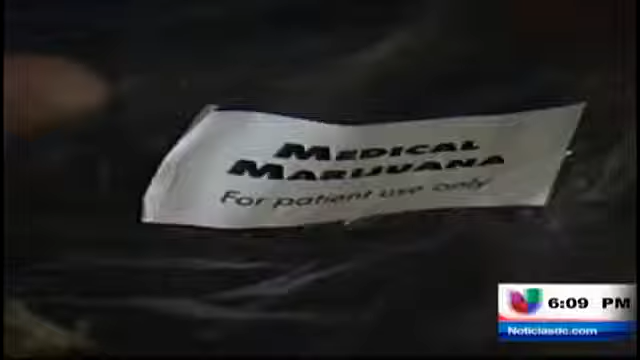 MEDICAL
MARIJUANA
For patient use only
6:09 PM
Noticiasdc.com/